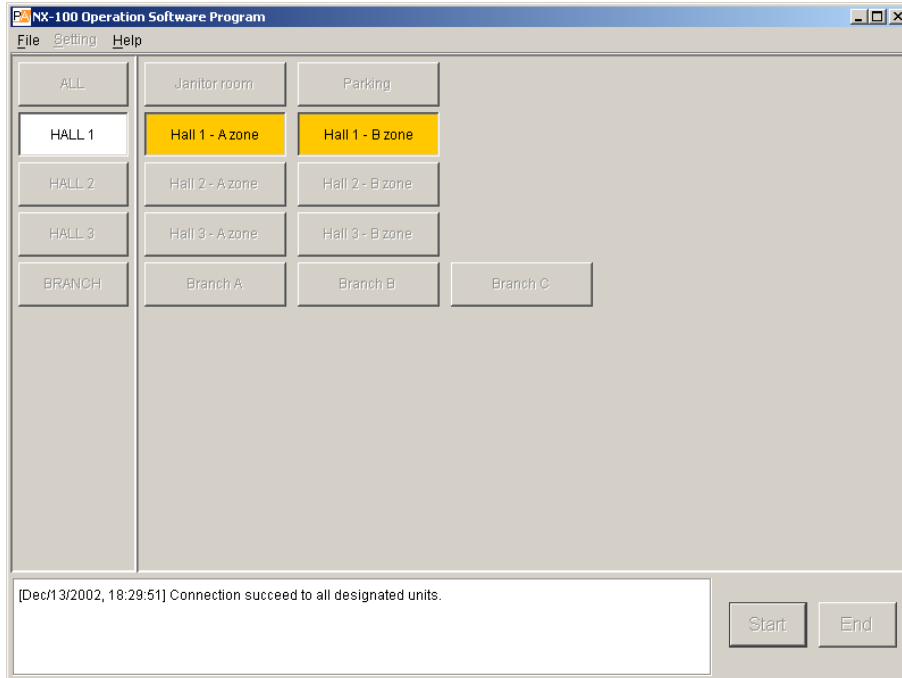 PA NX-100 Operation Software Program
File Setting Help
ALL Janitor room Parking
HALL 1 Hall 1 - A zone Hall 1 - B zone
HALL 2 Hall 2 - A zone Hall 2 - B zone
HALL 3 Hall 3 - A zone Hall 3 - B zone
BRANCH Branch A Branch B Branch C
[Dec/13/2002, 18:29:51] Connection succeed to all designated units.
Start End